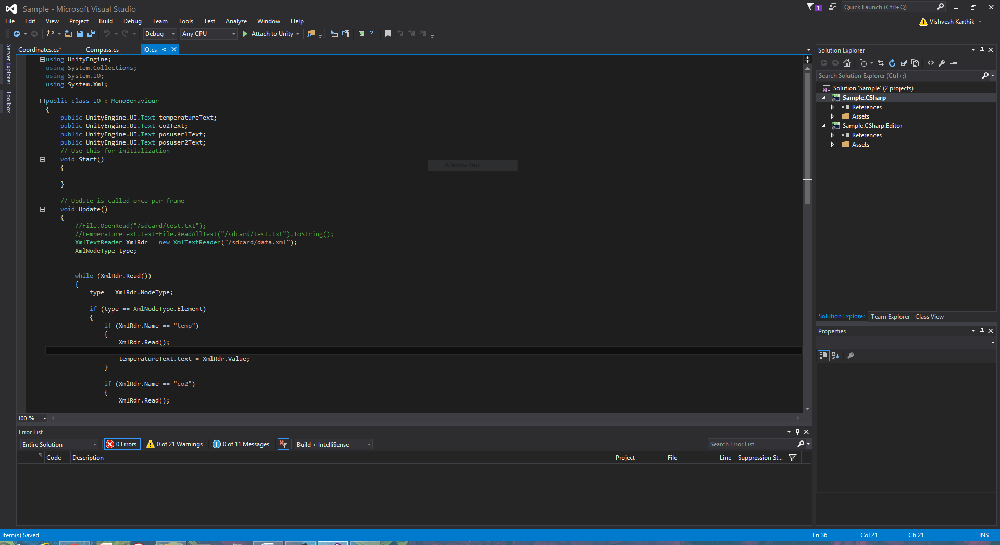 Sample - Microsoft Visual Studio
1
Quick Launch (Ctrl+Q)
File Edit View Project Build Debug Team Tools Test Analyze Window Help
Vishvesh Karthik
Debug Any CPU Attach to Unity
Server Explorer
Toolbox
Coordinates.cs* Compass.cs IO.cs
using UnityEngine;
using System.Collections;
using System.IO;
using System.Xml;
public class IO : MonoBehaviour
{
public UnityEngine.UI.Text temperatureText;
public UnityEngine.UI.Text co2Text;
public UnityEngine.UI.Text posuser1Text;
public UnityEngine.UI.Text posuser2Text;
// Use this for initialization
void Start()
{
Window Snip
}
// Update is called once per frame
void Update()
{
//File.OpenRead("/sdcard/test.txt");
//temperatureText.text=File.ReadAllText("/sdcard/test.txt").ToString();
XmlTextReader XmlRdr = new XmlTextReader("/sdcard/data.xml");
XmlNodeType type;
while (XmlRdr.Read())
{
type = XmlRdr.NodeType;
if (type == XmlNodeType.Element)
{
if (XmlRdr.Name == "temp")
{
XmlRdr.Read();
temperatureText.text = XmlRdr.Value;
}
if (XmlRdr.Name == "co2")
{
XmlRdr.Read();
100 %
Solution Explorer
Search Solution Explorer (Ctrl+;)
Solution 'Sample' (2 projects)
Sample.CSharp
References
Assets
Sample.CSharp.Editor
References
Assets
Solution Explorer Team Explorer Class View
Properties
Error List
Entire Solution 0 Errors 0 of 21 Warnings 0 of 11 Messages Build + IntelliSense Search Error List
Code Description Project File Line Suppression St...
Item(s) Saved Ln 36 Col 21 Ch 21 INS